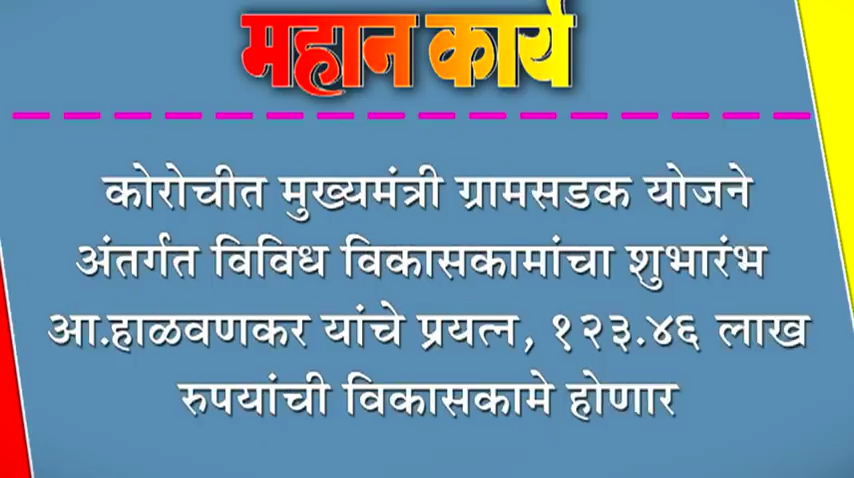 महान कार्य
कोरोचीत मुख्यमंत्री ग्रामसडक योजने
अंतर्गत विविध विकासकामांचा शुभारंभ
आ.हाळवणकर यांचे प्रयत्न, १२३.४६ लाख
रुपयांची विकासकामे होणार